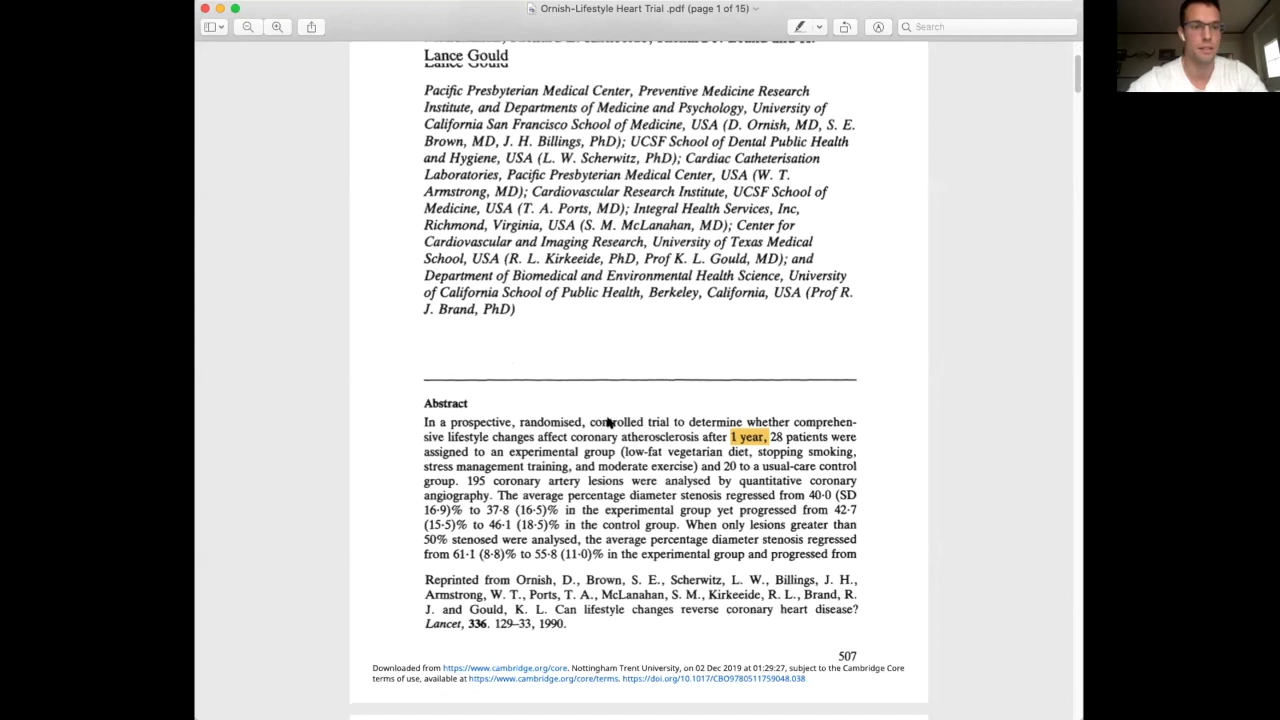 Ornish-Lifestyle Heart Trial .pdf (page 1 of 15)
Search
Lance Gould
Pacific Presbyterian Medical Center, Preventive Medicine Research
Institute, and Departments of Medicine and Psychology, University of
California San Francisco School of Medicine, USA (D. Ornish, MD, S. E.
Brown, MD, J. H. Billings, PhD); UCSF School of Dental Public Health
and Hygiene, USA (L. W. Scherwitz, PhD); Cardiac Catheterisation
Laboratories, Pacific Presbyterian Medical Center, USA (W. T.
Armstrong, MD); Cardiovascular Research Institute, UCSF School of
Medicine, USA (T. A. Ports, MD); Integral Health Services, Inc,
Richmond, Virginia, USA (S. M. McLanahan, MD); Center for
Cardiovascular and Imaging Research, University of Texas Medical
School, USA (R. L. Kirkeeide, PhD, Prof K. L. Gould, MD); and
Department of Biomedical and Environmental Health Science, University
of California School of Public Health, Berkeley, California, USA (Prof R.
J. Brand, PhD)
Abstract
In a prospective, randomised, controlled trial to determine whether comprehen-
sive lifestyle changes affect coronary atherosclerosis after 1 year, 28 patients were
assigned to an experimental group (low-fat vegetarian diet, stopping smoking,
stress management training, and moderate exercise) and 20 to a usual-care control
group. 195 coronary artery lesions were analysed by quantitative coronary
angiography. The average percentage diameter stenosis regressed from 40·0 (SD
16·9)% to 37·8 (16·5)% in the experimental group yet progressed from 42·7
(15·5)% to 46·1 (18·5)% in the control group. When only lesions greater than
50% stenosed were analysed, the average percentage diameter stenosis regressed
from 61·1 (8·8)% to 55·8 (11·0)% in the experimental group and progressed from
Reprinted from Ornish, D., Brown, S. E., Scherwitz, L. W., Billings, J. H.,
Armstrong, W. T., Ports, T. A., McLanahan, S. M., Kirkeeide, R. L., Brand, R.
J. and Gould, K. L. Can lifestyle changes reverse coronary heart disease?
Lancet, 336. 129–33, 1990.
507
Downloaded from https://www.cambridge.org/core. Nottingham Trent University, on 02 Dec 2019 at 01:29:27, subject to the Cambridge Core
terms of use, available at https://www.cambridge.org/core/terms. https://doi.org/10.1017/CBO9780511759048.038